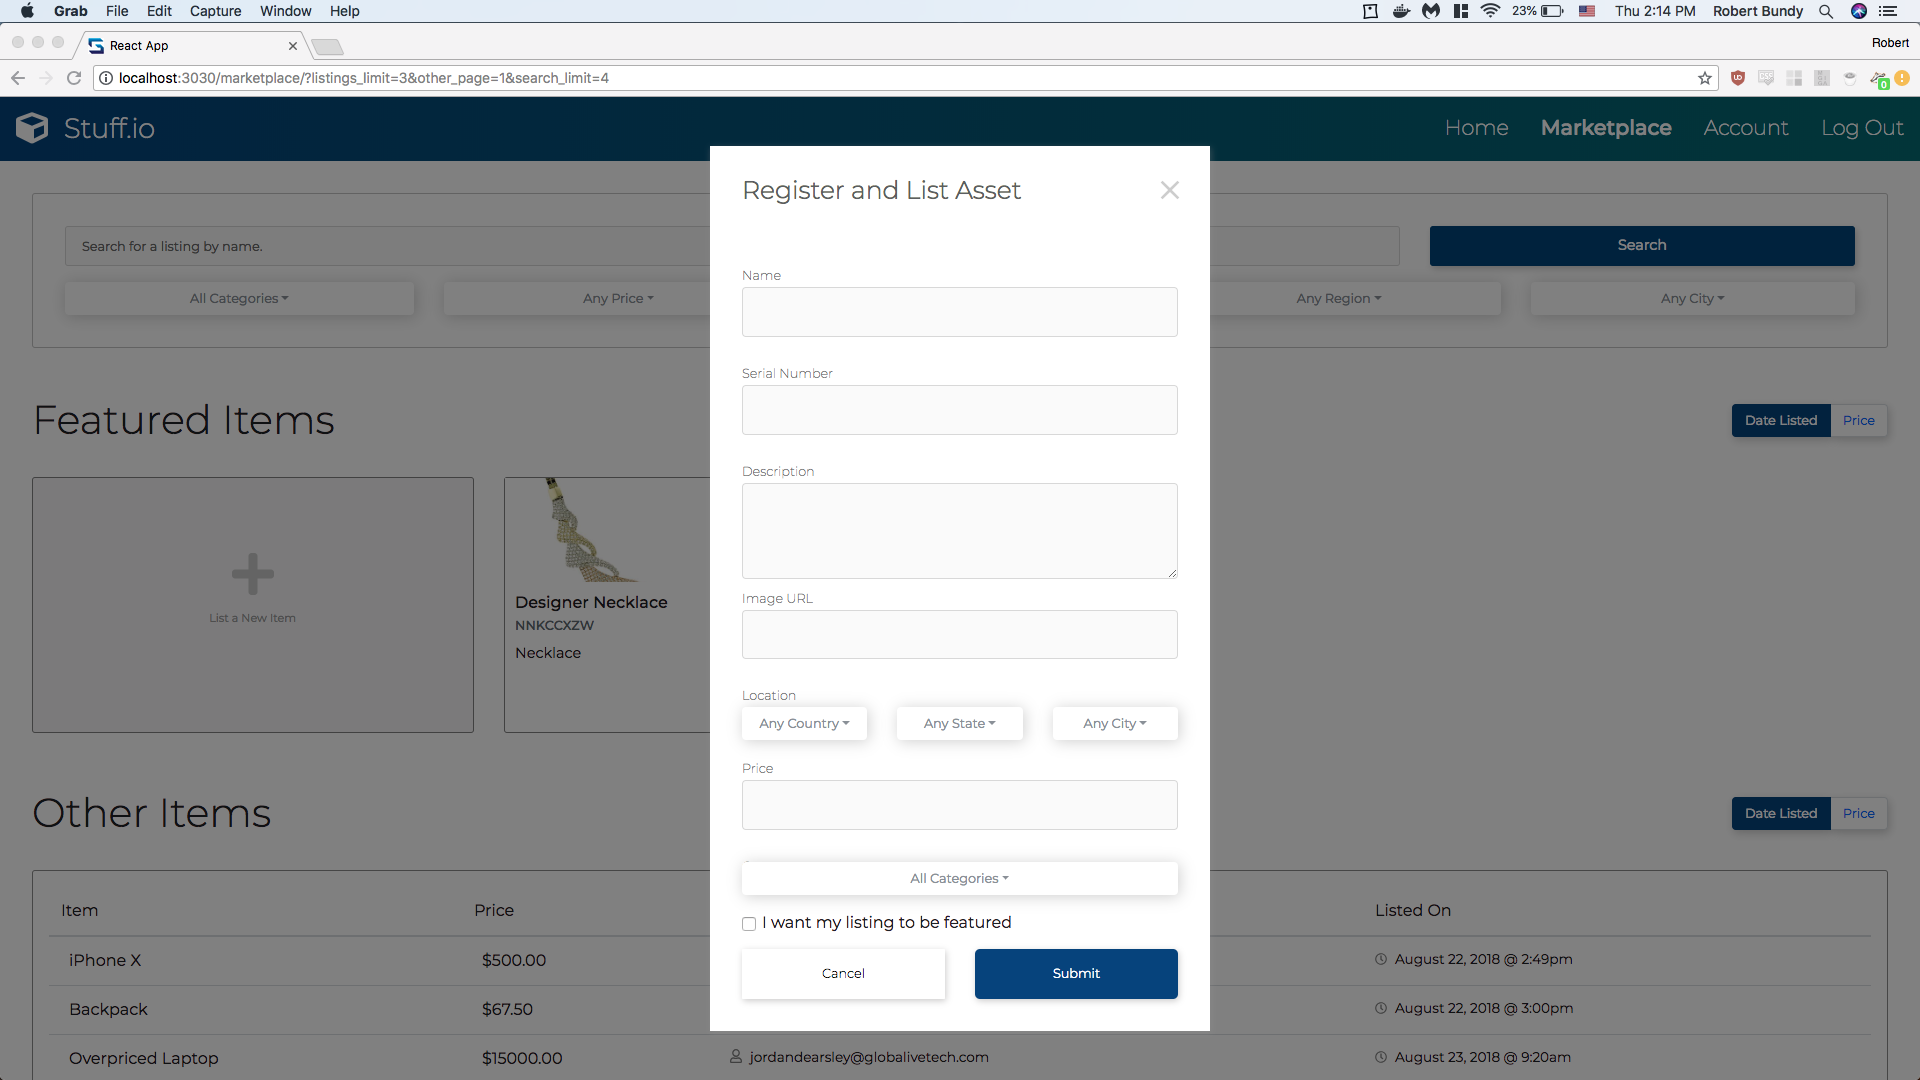 Grab File Edit Capture Window Help 23% Thu 2:14 PM Robert Bundy
React App Robert
localhost:3030/marketplace/?listings_limit=3&other_page=1&search_limit=4
Stuff.io Home Marketplace Account Log Out
Register and List Asset
Search for a listing by name. Search
All Categories Any Price Any Region Any City
Name
Serial Number
Featured Items Date Listed Price
Description
List a New Item
Designer Necklace
NNKCCXZW
Necklace
Image URL
Location
Any Country Any State Any City
Price
Other Items Date Listed Price
All Categories
Item Price Listed On
I want my listing to be featured
iPhone X $500.00 August 22, 2018 @ 2:49pm
Cancel Submit
Backpack $67.50 August 22, 2018 @ 3:00pm
Overpriced Laptop $15000.00 jordandearsley@globalivetech.com August 23, 2018 @ 9:20am